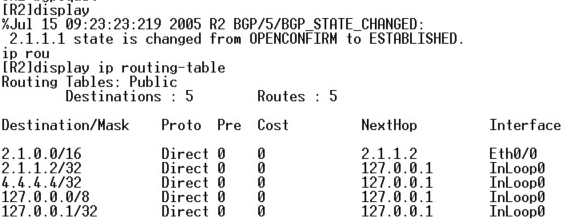 [R2]display
%Jul 15 09:23:23:219 2005 R2 BGP/5/BGP_STATE_CHANGED:
 2.1.1.1 state is changed from OPENCONFIRM to ESTABLISHED.
ip rou
[R2]display ip routing-table
Routing Tables: Public
        Destinations : 5        Routes : 5
Destination/Mask    Proto  Pre  Cost         NextHop         Interface
2.1.0.0/16          Direct 0    0            2.1.1.2         Eth0/0
2.1.1.2/32          Direct 0    0            127.0.0.1       InLoop0
4.4.4.4/32          Direct 0    0            127.0.0.1       InLoop0
127.0.0.0/8         Direct 0    0            127.0.0.1       InLoop0
127.0.0.1/32        Direct 0    0            127.0.0.1       InLoop0